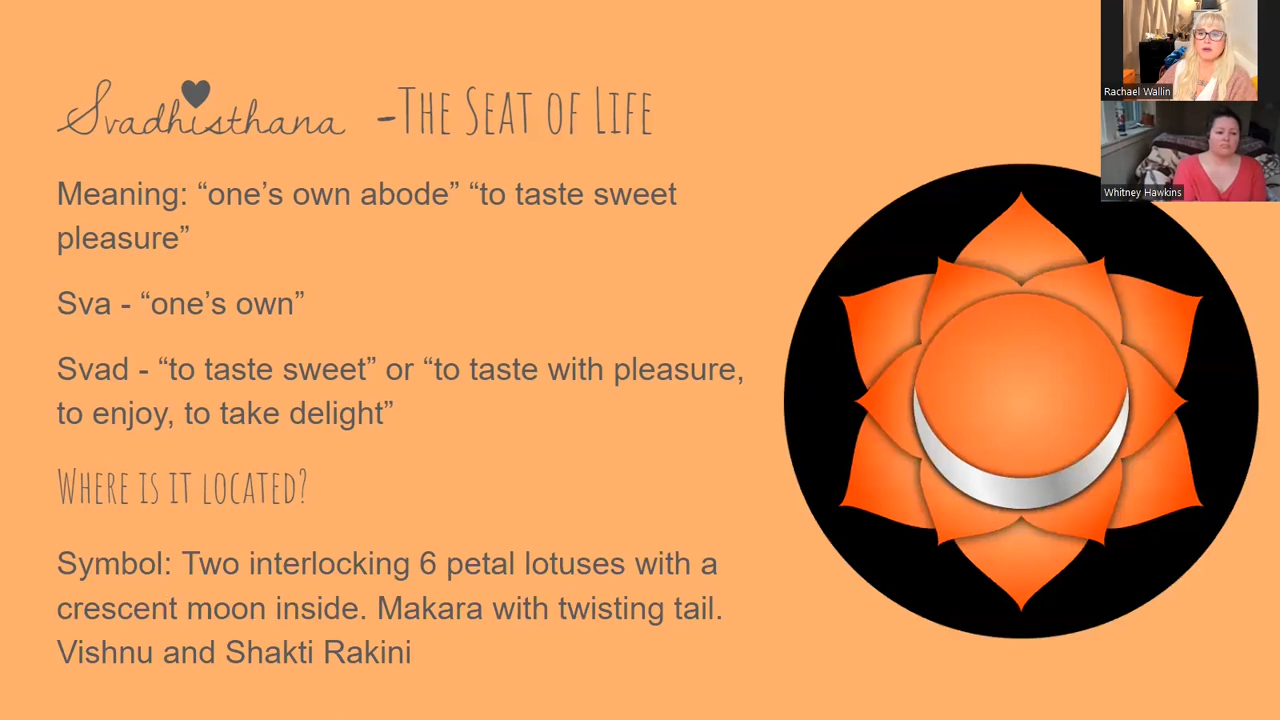 Svadhisthana -The Seat of Life
Meaning: “one’s own abode” “to taste sweet
pleasure”
Sva - “one’s own”
Svad - “to taste sweet” or “to taste with pleasure,
to enjoy, to take delight”
Where is it located?
Symbol: Two interlocking 6 petal lotuses with a
crescent moon inside. Makara with twisting tail.
Vishnu and Shakti Rakini
Rachael Wallin
Whitney Hawkins